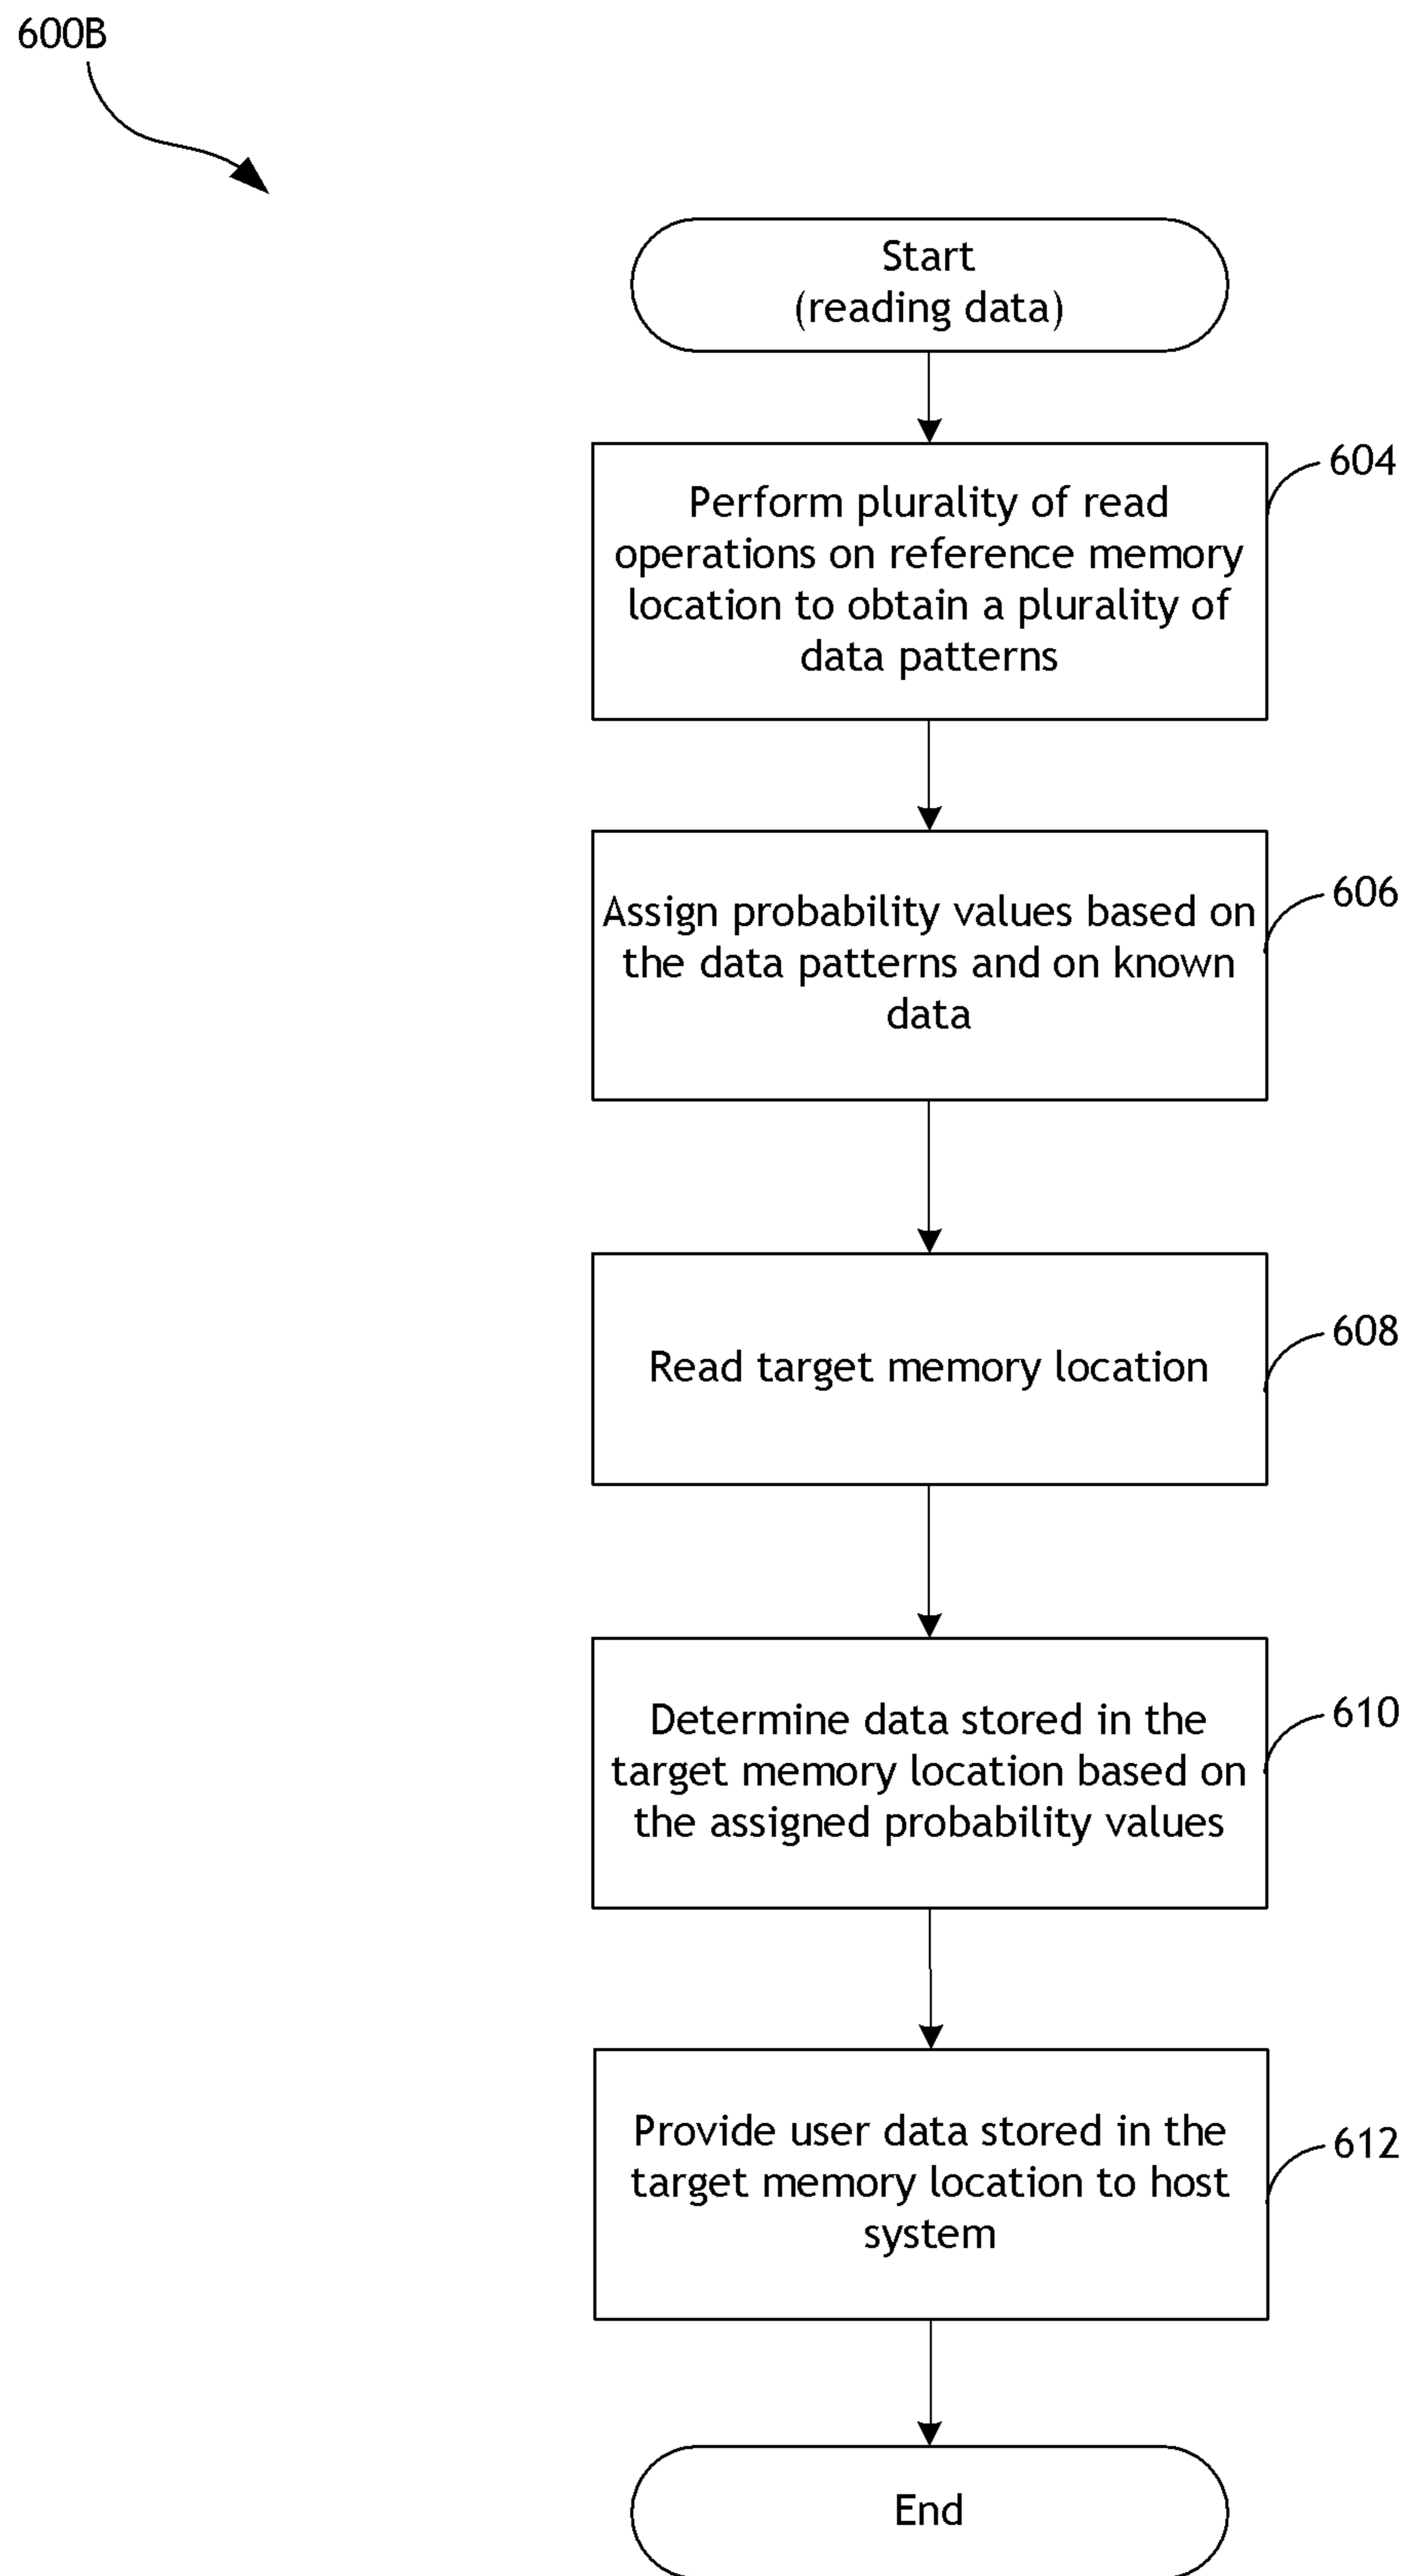 600B
Start
(reading data)
604
Perform plurality of read
operations on reference memory
location to obtain a plurality of
data patterns
606
Assign probability values based on
the data patterns and on known
data
608
Read target memory location
610
Determine data stored in the
target memory location based on
the assigned probability values
612
Provide user data stored in the
target memory location to host
system
End